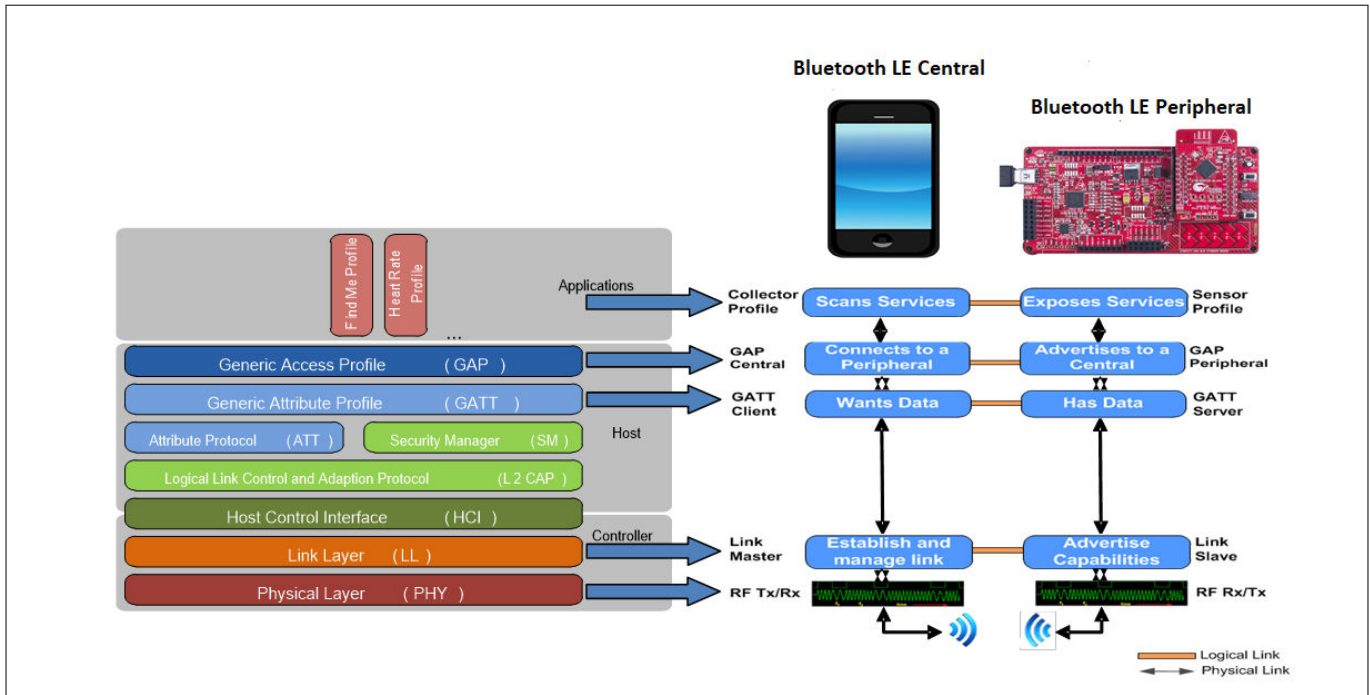 Bluetooth LE Central
Bluetooth LE Peripheral
Find Me Profile
Heart Rate
Profile
...
Applications
Generic Access Profile ( GAP )
Generic Attribute Profile ( GATT )
Attribute Protocol ( ATT )
Security Manager ( SM )
Host
Logical Link Control and Adaption Protocol (L 2 CAP )
Host Control Interface ( HCI )
Controller
Link Layer ( LL )
Physical Layer ( PHY )
Collector
Profile
Scans Services
Exposes Services
Sensor
Profile
GAP
Central
Connects to a
Peripheral
Advertises to a
Central
GAP
Peripheral
GATT
Client
Wants Data
Has Data
GATT
Server
Link
Master
Establish and
manage link
Advertise
Capabilities
Link
Slave
RF Tx/Rx
RF Rx/Tx
Logical Link
Physical Link